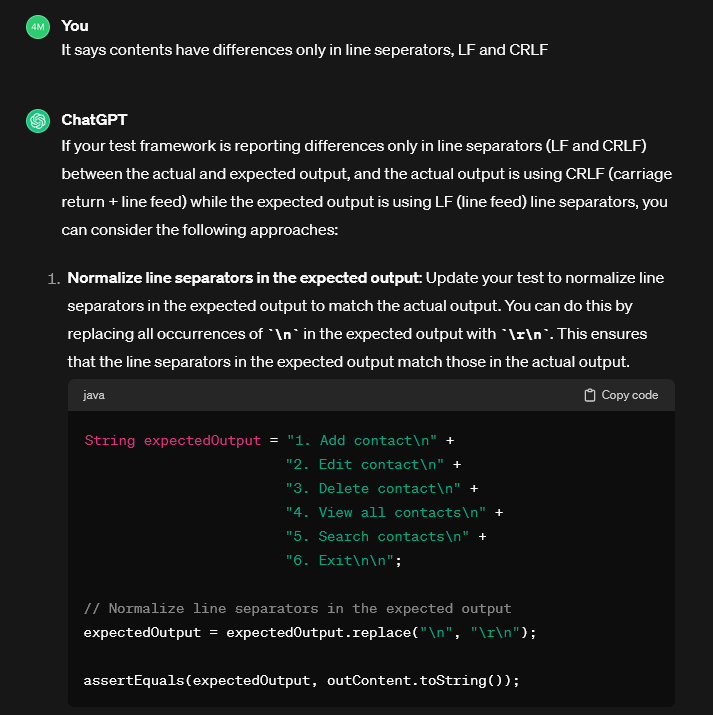 4M
You
It says contents have differences only in line seperators, LF and CRLF
ChatGPT
If your test framework is reporting differences only in line separators (LF and CRLF)
between the actual and expected output, and the actual output is using CRLF (carriage
return + line feed) while the expected output is using LF (line feed) line separators, you
can consider the following approaches:
1. Normalize line separators in the expected output: Update your test to normalize line
separators in the expected output to match the actual output. You can do this by
replacing all occurrences of `\n` in the expected output with `\r\n`. This ensures
that the line separators in the expected output match those in the actual output.
java
Copy code
String expectedOutput = "1. Add contact\n" +
"2. Edit contact\n" +
"3. Delete contact\n" +
"4. View all contacts\n" +
"5. Search contacts\n" +
"6. Exit\n\n";
// Normalize line separators in the expected output
expectedOutput = expectedOutput.replace("\n", "\r\n");
assertEquals(expectedOutput, outContent.toString());